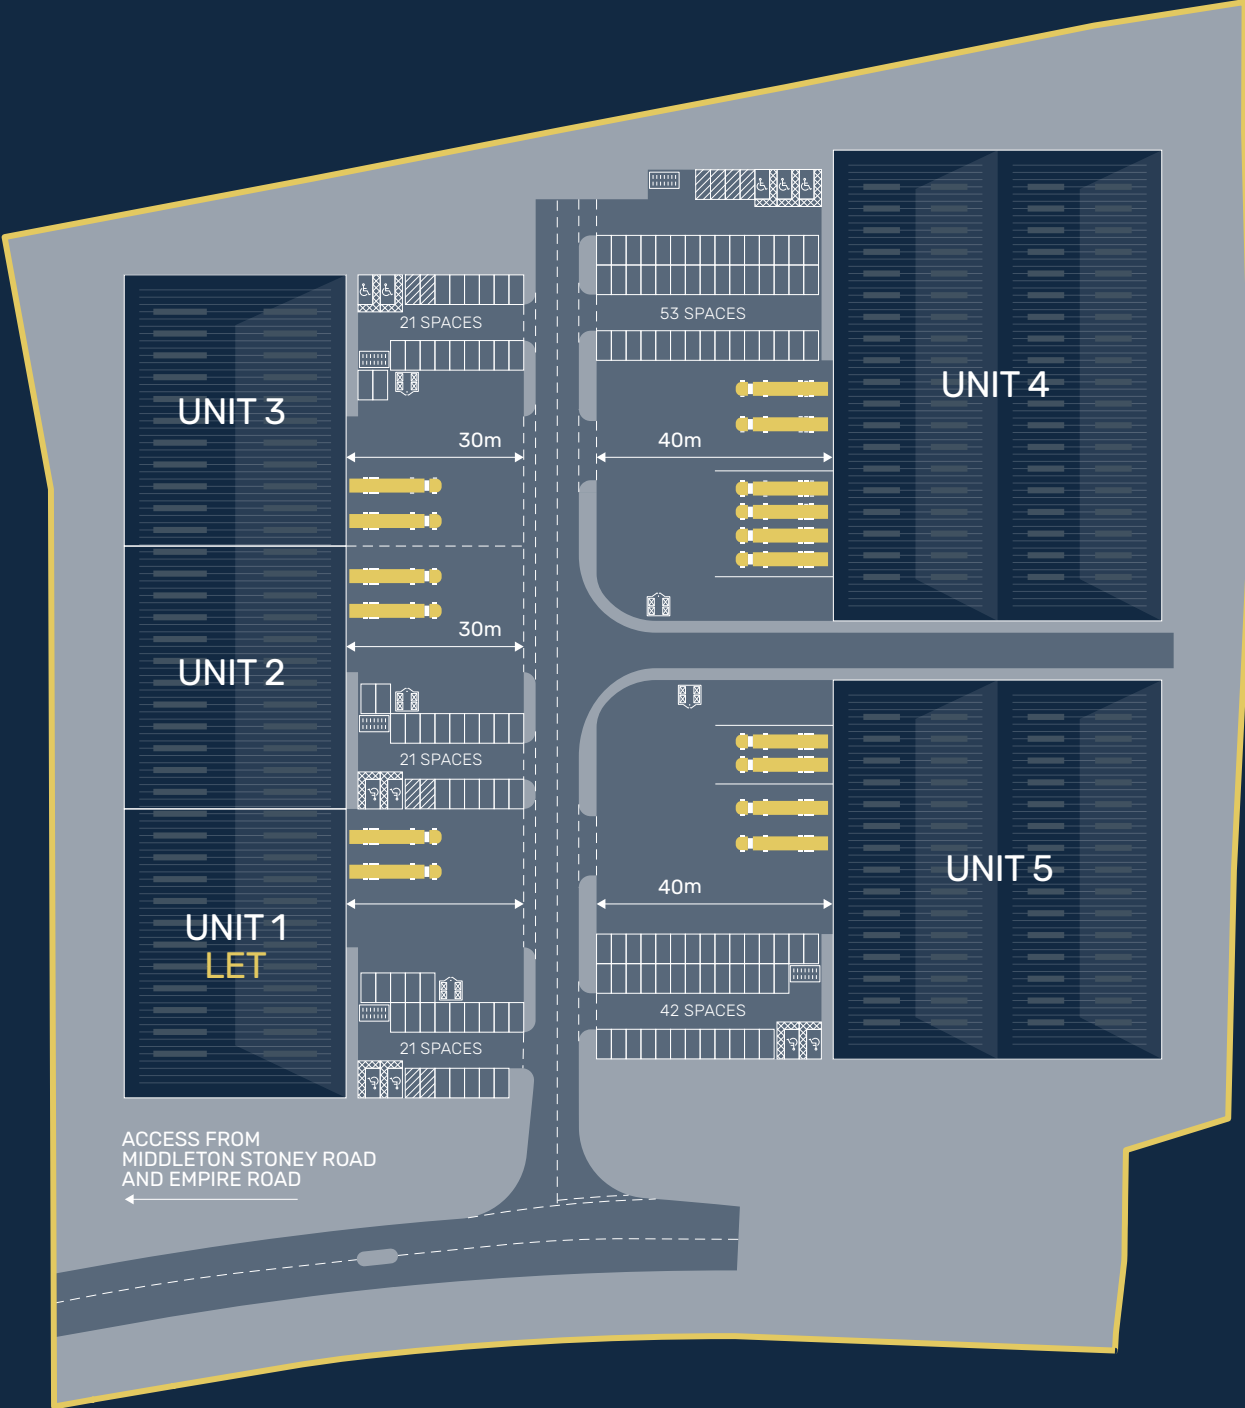 53 SPACES
21 SPACES
UNIT 4
UNIT 3
30m
40m
30m
UNIT 2
21 SPACES
UNIT 5
40m
UNIT 1
LET
42 SPACES
21 SPACES
ACCESS FROM
MIDDLETON STONEY ROAD
AND EMPIRE ROAD